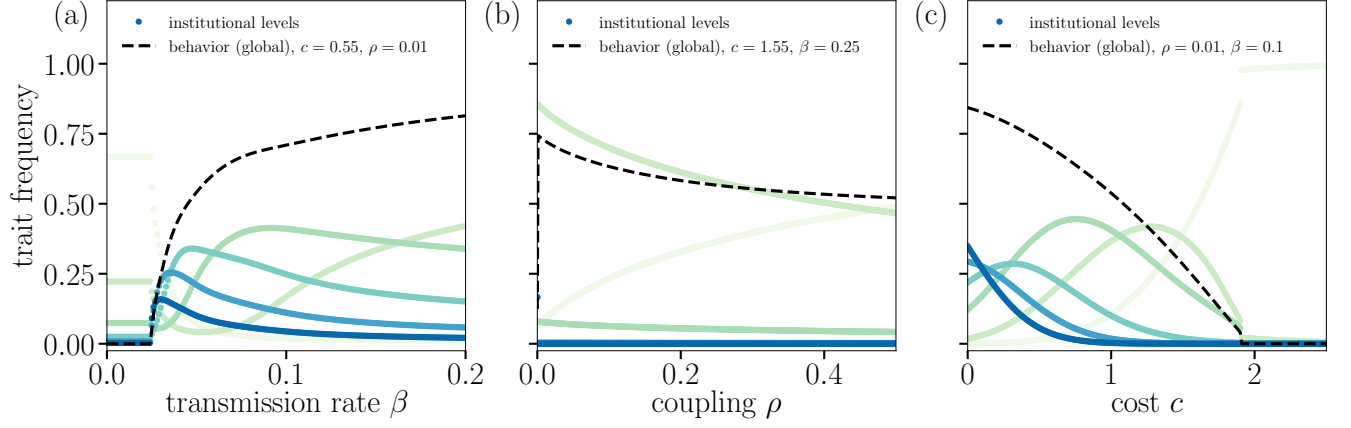 (a)
institutional levels
behavior (global), c = 0.55, ρ = 0.01
trait frequency
1.00
0.75
0.50
0.25
0.00
0.0
0.1
0.2
transmission rate β
(b)
institutional levels
behavior (global), c = 1.55, β = 0.25
0.0
0.2
0.4
coupling ρ
(c)
institutional levels
behavior (global), ρ = 0.01, β = 0.1
0
1
2
cost c